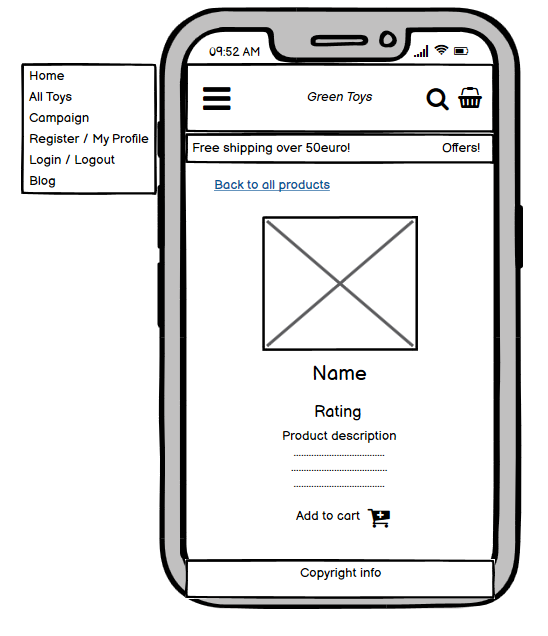 09:52 AM
Home
All Toys
Campaign
Register / My Profile
Login / Logout
Blog
Green Toys
Free shipping over 50euro! Offers!
Back to all products
Name
Rating
Product description
Add to cart
Copyright info